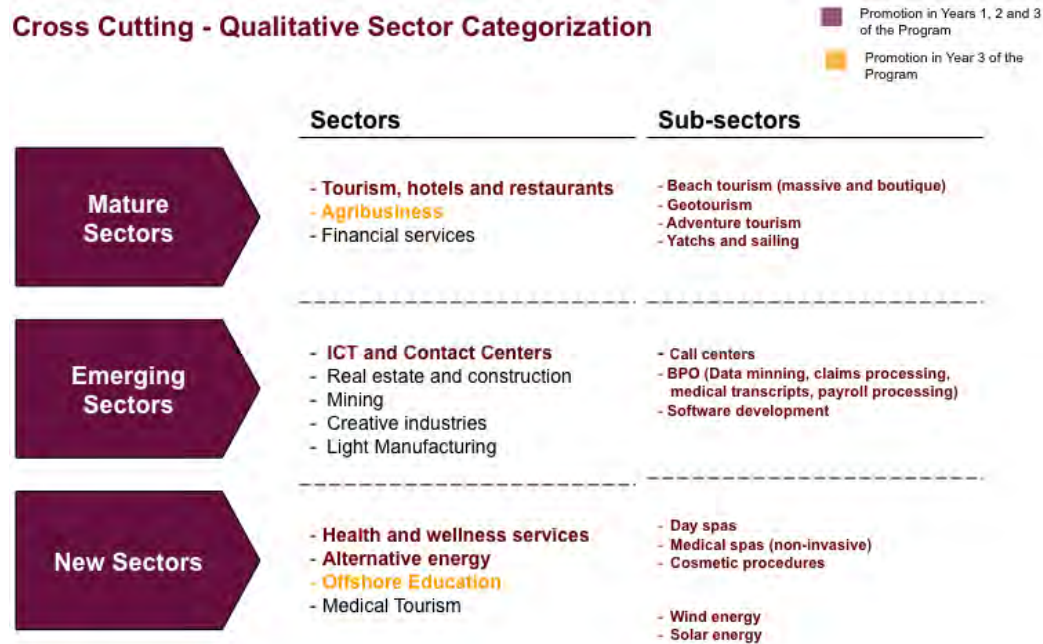 Cross Cutting - Qualitative Sector Categorization
Promotion in Years 1, 2 and 3
of the Program
Promotion in Year 3 of the
Program
Sectors
Sub-sectors
Mature
Sectors
- Tourism, hotels and restaurants
- Agribusiness
- Financial services
- Beach tourism (massive and boutique)
- Geotourism
- Adventure tourism
- Yatchs and sailing
Emerging
Sectors
- ICT and Contact Centers
- Real estate and construction
- Mining
- Creative industries
- Light Manufacturing
- Call centers
- BPO (Data minning, claims processing,
medical transcripts, payroll processing)
- Software development
New Sectors
- Health and wellness services
- Alternative energy
- Offshore Education
- Medical Tourism
- Day spas
- Medical spas (non-invasive)
- Cosmetic procedures
- Wind energy
- Solar energy